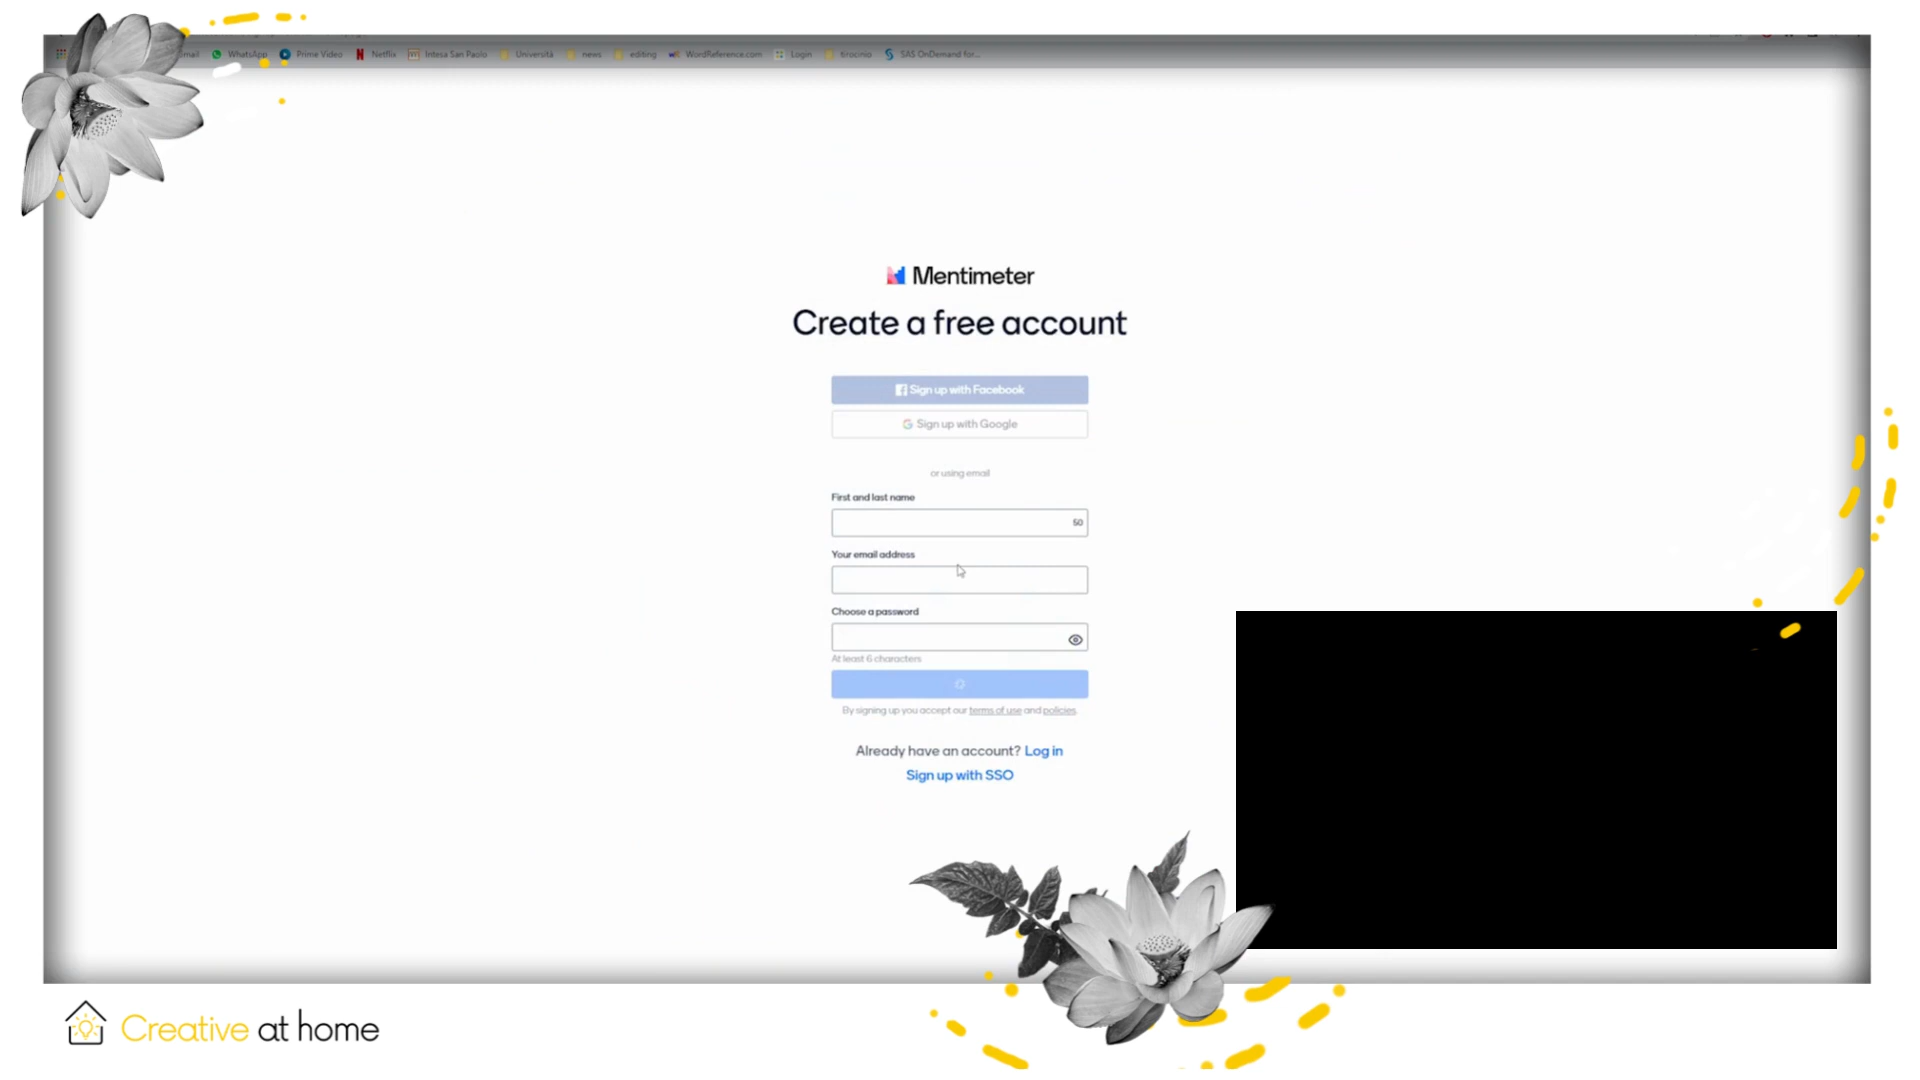 WhatsApp Prime Video Netflix Intesa San Paolo Università news editing WordReference.com Login tirocinio SAS OnDemand for...
Mentimeter
Create a free account
Sign up with Facebook
Sign up with Google
or using email
First and last name
50
Your email address
Choose a password
At least 6 characters
By signing up you accept our terms of use and policies.
Already have an account? Log in
Sign up with SSO
Creative at home